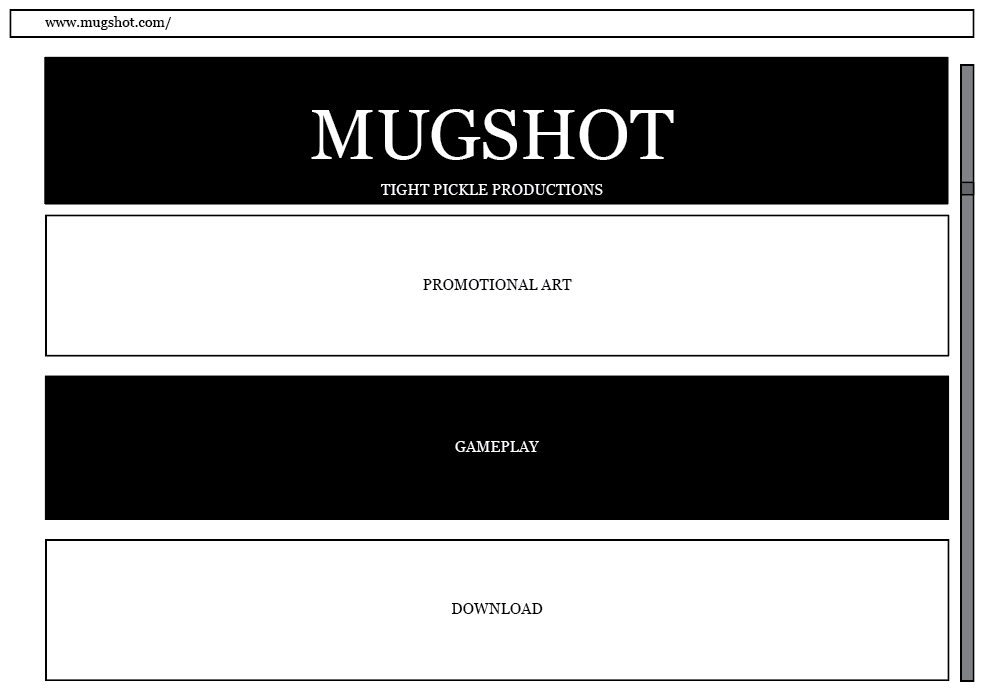 www.mugshot.com/
MUGSHOT
TIGHT PICKLE PRODUCTIONS
PROMOTIONAL ART
GAMEPLAY
DOWNLOAD